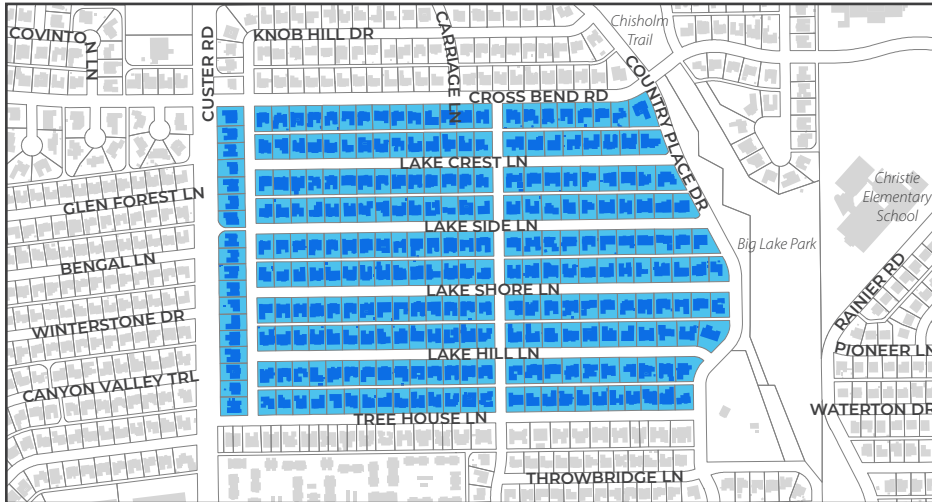 COVINTO
N LN
CUSTER RD
KNOB HILL DR
CARRIAGE LN
Chisholm
Trail
COUNTRY PLACE DR
CROSS BEND RD
LAKE CREST LN
GLEN FOREST LN
Christie
Elementary
School
LAKE SIDE LN
Big Lake Park
BENGAL LN
LAKE SHORE LN
RAINIER RD
WINTERSTONE DR
LAKE HILL LN
PIONEER LN
CANYON VALLEY TRL
TREE HOUSE LN
WATERTON DR
THROWBRIDGE LN